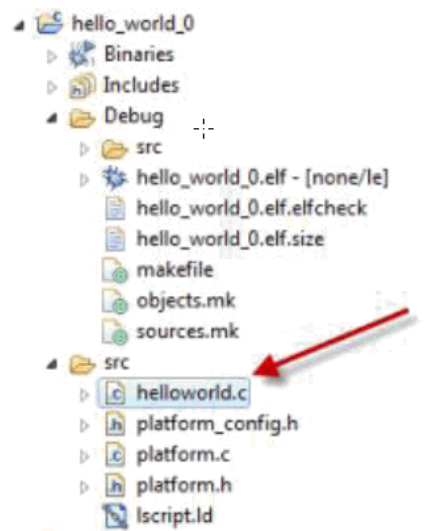 hello_world_0
Binaries
Includes
Debug
src
hello_world_0.elf - [none/le]
hello_world_0.elf.elfcheck
hello_world_0.elf.size
makefile
objects.mk
sources.mk
src
helloworld.c
platform_config.h
platform.c
platform.h
lscript.ld